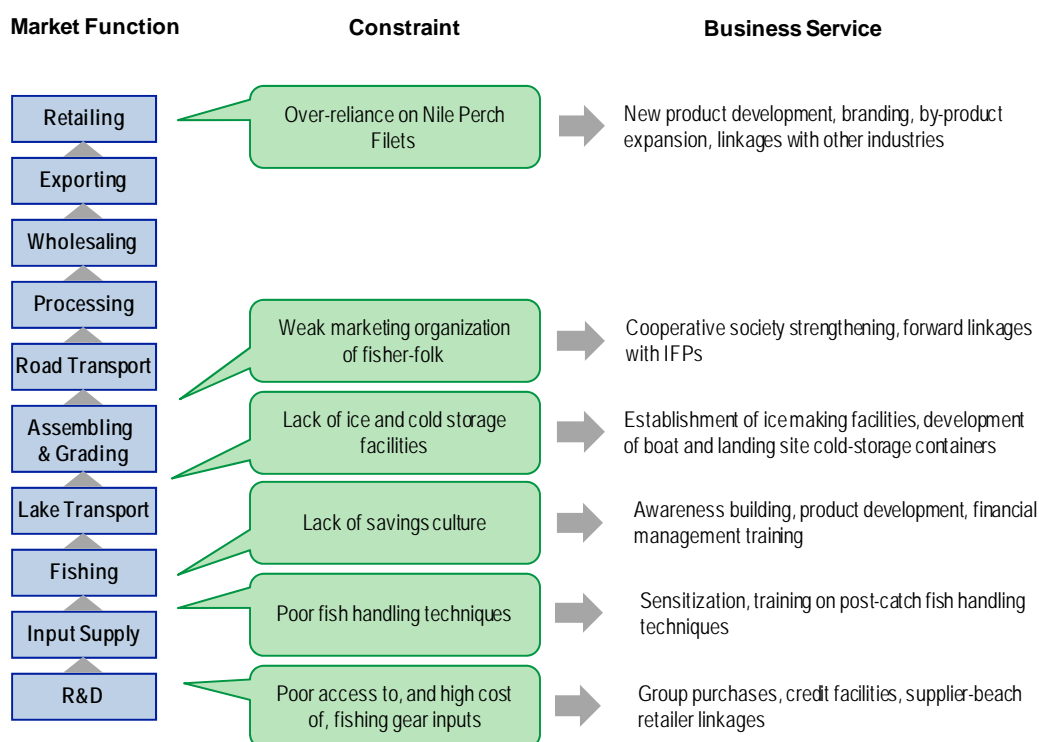 Market Function
Constraint
Business Service
Retailing
Over-reliance on Nile Perch
Filets
New product development, branding, by-product
expansion, linkages with other industries
Exporting
Wholesaling
Processing
Weak marketing organization
of fisher-folk
Cooperative society strengthening, forward linkages
with IFPs
Road Transport
Assembling
& Grading
Lack of ice and cold storage
facilities
Establishment of ice making facilities, development
of boat and landing site cold-storage containers
Lake Transport
Lack of savings culture
Awareness building, product development, financial
management training
Fishing
Poor fish handling techniques
Sensitization, training on post-catch fish handling
techniques
Input Supply
R&D
Poor access to, and high cost
of, fishing gear inputs
Group purchases, credit facilities, supplier-beach
retailer linkages